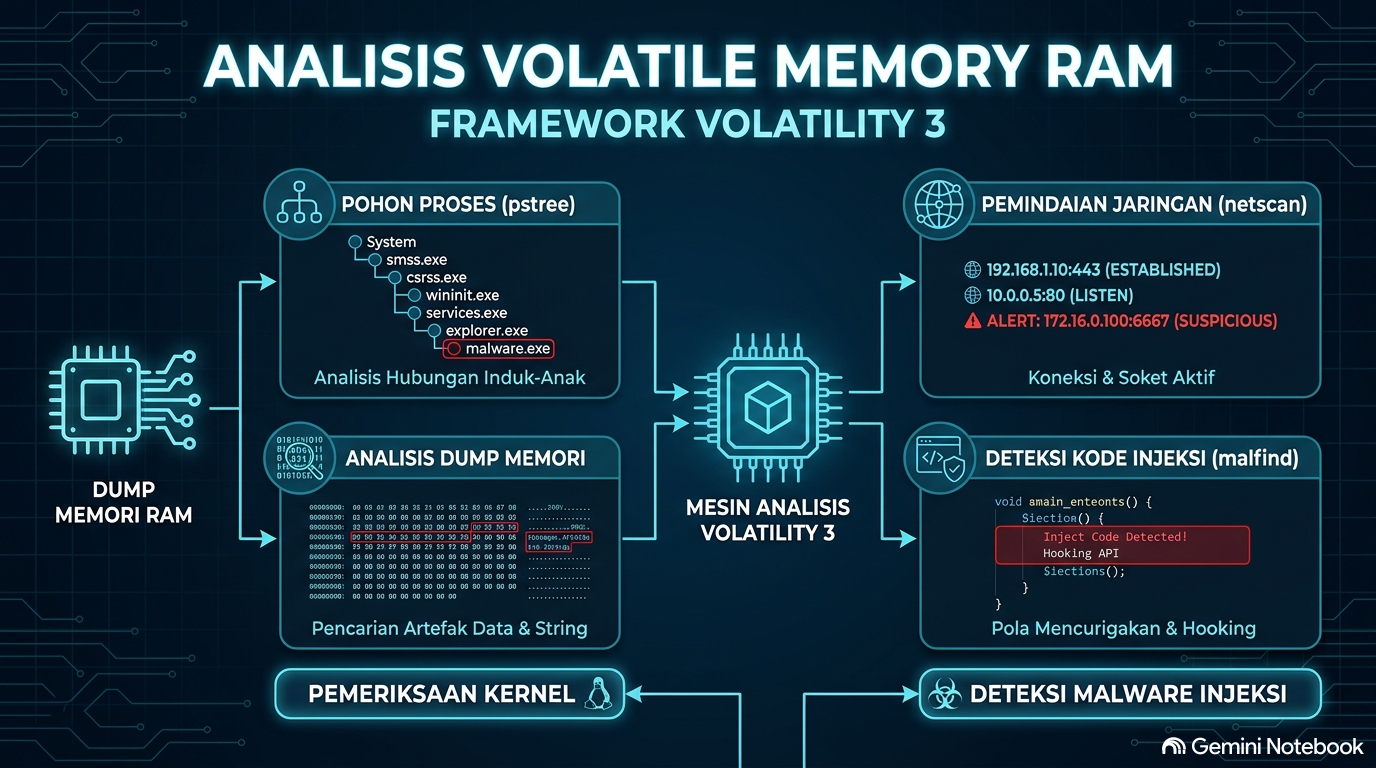 ANALISIS VOLATILE MEMORY RAM
FRAMEWORK VOLATILITY 3
DUMP
MEMORI RAM
POHON PROSES (pstree)
System
smss.exe
csrss.exe
wininit.exe
services.exe
explorer.exe
malware.exe
Analisis Hubungan Induk-Anak
ANALISIS DUMP MEMORI
Pencarian Artefak Data & String
PEMERIKSAAN KERNEL
MESIN ANALISIS
VOLATILITY 3
PEMINDAIAN JARINGAN (netscan)
192.168.1.10:443 (ESTABLISHED)
10.0.0.5:80 (LISTEN)
ALERT: 172.16.0.100:6667 (SUSPICIOUS)
Koneksi & Soket Aktif
DETEKSI KODE INJEKSI (malfind)
void amain_enteonts() {
Siection() {
Inject Code Detected!
Hooking API
Siections();
}
}
Pola Mencurigakan & Hooking
DETEKSI MALWARE INJEKSI
Gemini Notebook